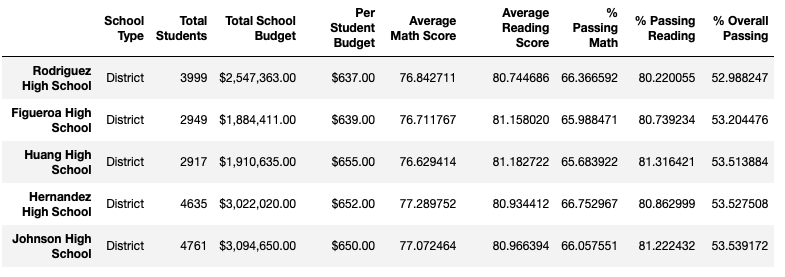 School Type Total Students Total School Budget Per Student Budget Average Math Score Average Reading Score % Passing Math % Passing Reading % Overall Passing
Rodriguez High School District 3999 $2,547,363.00 $637.00 76.842711 80.744686 66.366592 80.220055 52.988247
Figueroa High School District 2949 $1,884,411.00 $639.00 76.711767 81.158020 65.988471 80.739234 53.204476
Huang High School District 2917 $1,910,635.00 $655.00 76.629414 81.182722 65.683922 81.316421 53.513884
Hernandez High School District 4635 $3,022,020.00 $652.00 77.289752 80.934412 66.752967 80.862999 53.527508
Johnson High School District 4761 $3,094,650.00 $650.00 77.072464 80.966394 66.057551 81.222432 53.539172